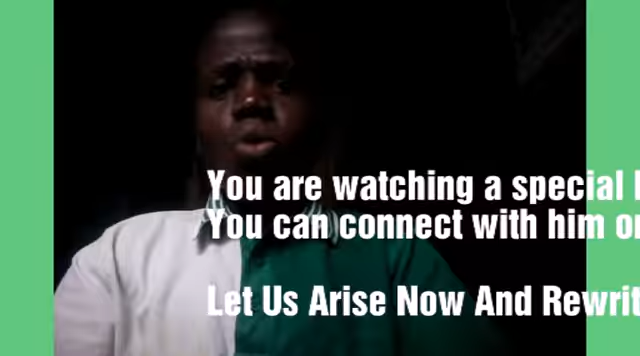 You are watching a special
You can connect with him
Let Us Arise Now And